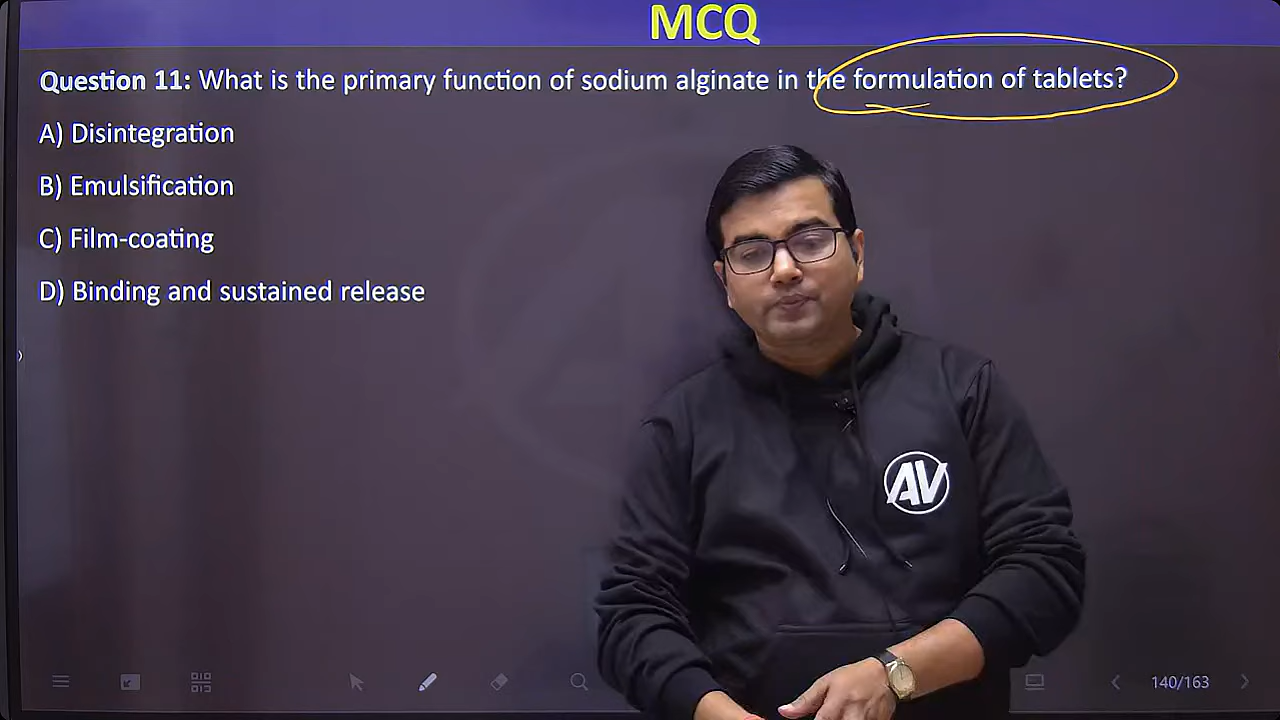 MCQ
Question 11: What is the primary function of sodium alginate in the formulation of tablets?
A) Disintegration
B) Emulsification
C) Film-coating
D) Binding and sustained release
AV
140/163